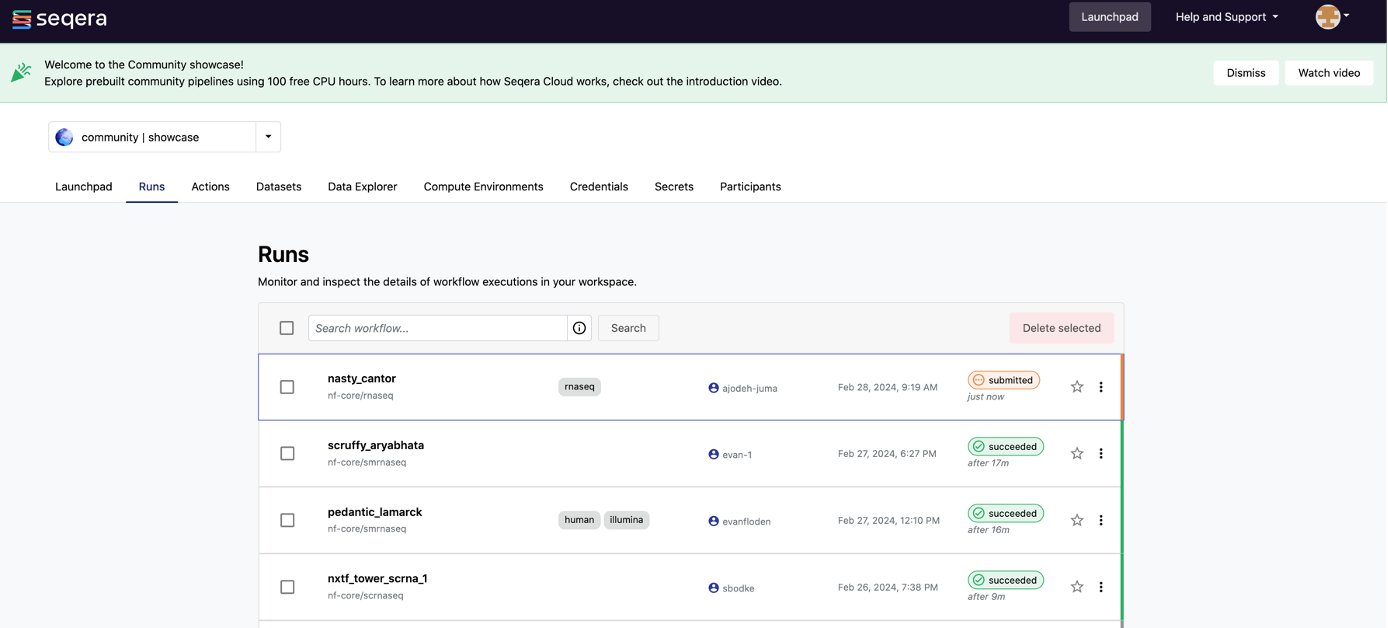 seqera
Launchpad
Help and Support
Welcome to the Community showcase!
Explore prebuilt community pipelines using 100 free CPU hours. To learn more about how Seqera Cloud works, check out the introduction video.
Dismiss
Watch video
community | showcase
Launchpad Runs Actions Datasets Data Explorer Compute Environments Credentials Secrets Participants
Runs
Monitor and inspect the details of workflow executions in your workspace.
Search workflow...
Search
Delete selected
nasty_cantor
nf-core/rnaseq
rnaseq
ajodeh-juma
Feb 28, 2024, 9:19 AM
submitted
just now
scruffy_aryabhata
nf-core/smrnaseq
evan-1
Feb 27, 2024, 6:27 PM
succeeded
after 17m
pedantic_lamarck
nf-core/smrnaseq
human illumina
evanfloden
Feb 27, 2024, 12:10 PM
succeeded
after 16m
nxtf_tower_scrna_1
nf-core/scrnaseq
sbodke
Feb 26, 2024, 7:38 PM
succeeded
after 9m